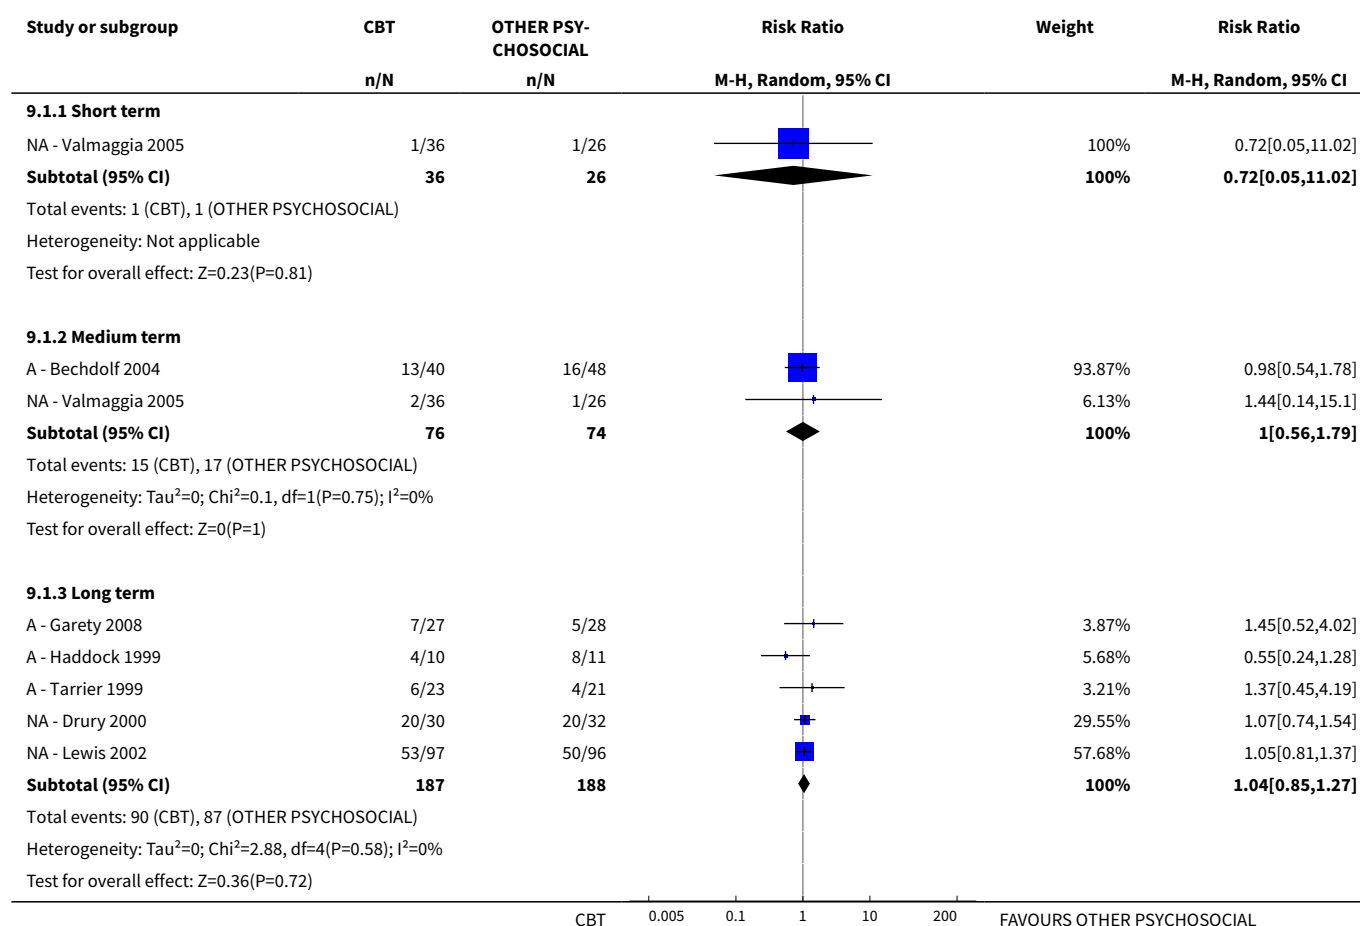 Study or subgroup CBT OTHER PSY- Risk Ratio Weight Risk Ratio
CHOSOCIAL
n/N n/N M-H, Random, 95% CI M-H, Random, 95% CI
9.1.1 Short term
NA - Valmaggia 2005 1/36 1/26 100% 0.72[0.05,11.02]
Subtotal (95% CI) 36 26 100% 0.72[0.05,11.02]
Total events: 1 (CBT), 1 (OTHER PSYCHOSOCIAL)
Heterogeneity: Not applicable
Test for overall effect: Z=0.23(P=0.81)
9.1.2 Medium term
A - Bechdolf 2004 13/40 16/48 93.87% 0.98[0.54,1.78]
NA - Valmaggia 2005 2/36 1/26 6.13% 1.44[0.14,15.1]
Subtotal (95% CI) 76 74 100% 1[0.56,1.79]
Total events: 15 (CBT), 17 (OTHER PSYCHOSOCIAL)
Heterogeneity: Tau²=0; Chi²=0.1, df=1(P=0.75); I²=0%
Test for overall effect: Z=0(P=1)
9.1.3 Long term
A - Garety 2008 7/27 5/28 3.87% 1.45[0.52,4.02]
A - Haddock 1999 4/10 8/11 5.68% 0.55[0.24,1.28]
A - Tarrier 1999 6/23 4/21 3.21% 1.37[0.45,4.19]
NA - Drury 2000 20/30 20/32 29.55% 1.07[0.74,1.54]
NA - Lewis 2002 53/97 50/96 57.68% 1.05[0.81,1.37]
Subtotal (95% CI) 187 188 100% 1.04[0.85,1.27]
Total events: 90 (CBT), 87 (OTHER PSYCHOSOCIAL)
Heterogeneity: Tau²=0; Chi²=2.88, df=4(P=0.58); I²=0%
Test for overall effect: Z=0.36(P=0.72)
CBT 0.005 0.1 1 10 200 FAVOURS OTHER PSYCHOSOCIAL